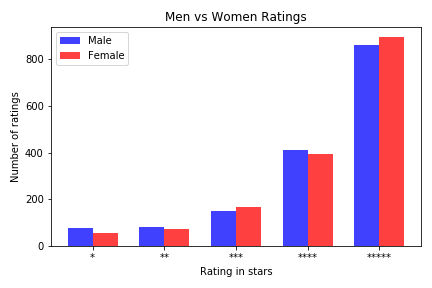 Men vs Women Ratings
Male
Female
Number of ratings
800
600
400
200
0
* ** *** **** *****
Rating in stars